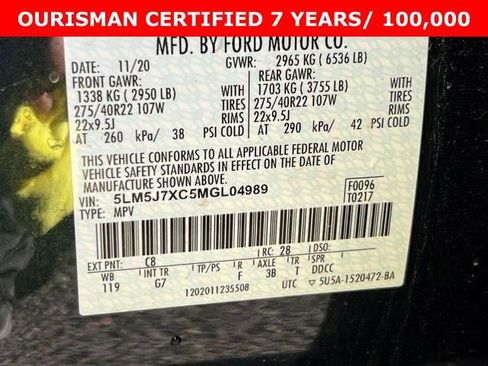 OURISMAN CERTIFIED 7 YEARS/ 100,000
MFD. BY FORD MOTOR CO.
11/20 GVWR: 2965 KG ( 6536 LB)
FRONT GAWR: REAR GAWR:
1338 KG ( 2950 LB) 1703 KG ( 3755 LB)
275/40R22 107W TIRES 275/40R22 107W TIRES
22x9.5J RIMS 22x9.5J RIMS
AT 260 kPa/ 38 PSI COLD AT 290 kPa/ 42 PSI COLD
THIS VEHICLE CONFORMS TO ALL APPLICABLE FEDERAL MOTOR
VEHICLE SAFETY STANDARDS IN EFFECT ON THE DATE OF
MANUFACTURE SHOWN ABOVE.
VIN: 5LM5J7XC5MGL04989 F0096
TYPE: MPV T0217
EXT PNT: C8 RC: 28 DSO:
WB INT TR TP/PS R AXLE TR SPR
119 G7 F 3B T DDCC
1202011235508 UTC 5U5A-1520472-BA